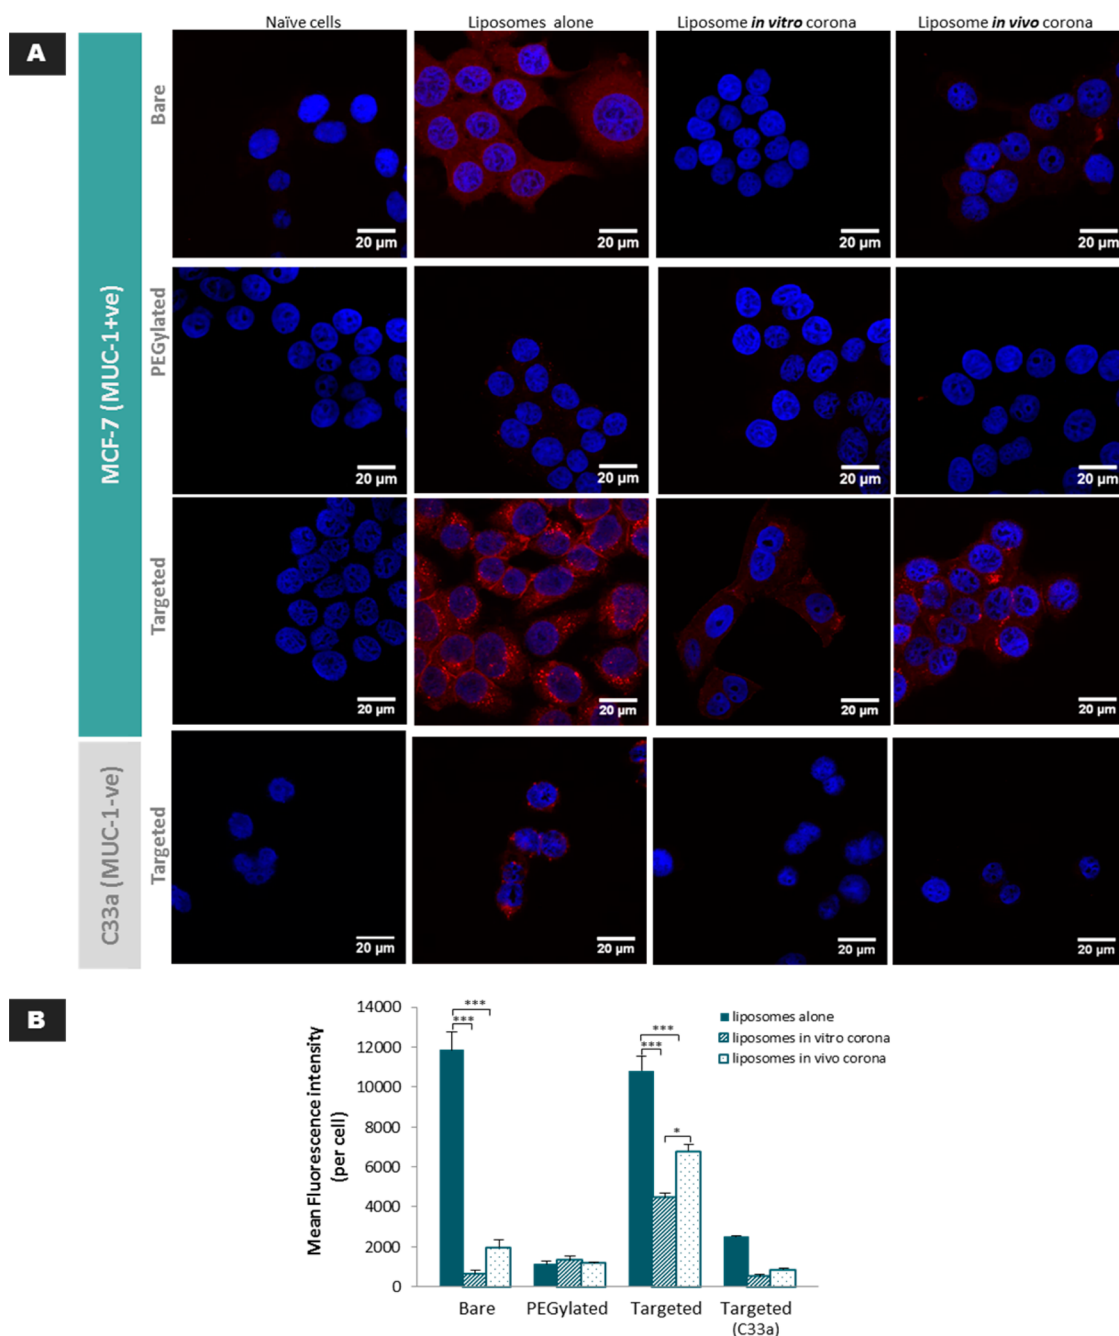 A
Naïve cells
Liposomes alone
Liposome in vitro corona
Liposome in vivo corona
MCF-7 (MUC-1+ve)
Bare
20 µm
20 µm
20 µm
20 µm
PEGylated
20 µm
20 µm
20 µm
20 µm
Targeted
20 µm
20 µm
20 µm
20 µm
C33a (MUC-1-ve)
Targeted
20 µm
20 µm
20 µm
20 µm
B
Mean Fluorescence intensity
(per cell)
14000
12000
10000
8000
6000
4000
2000
0
***
***
***
***
*
liposomes alone
liposomes in vitro corona
liposomes in vivo corona
Bare
PEGylated
Targeted
Targeted
(C33a)